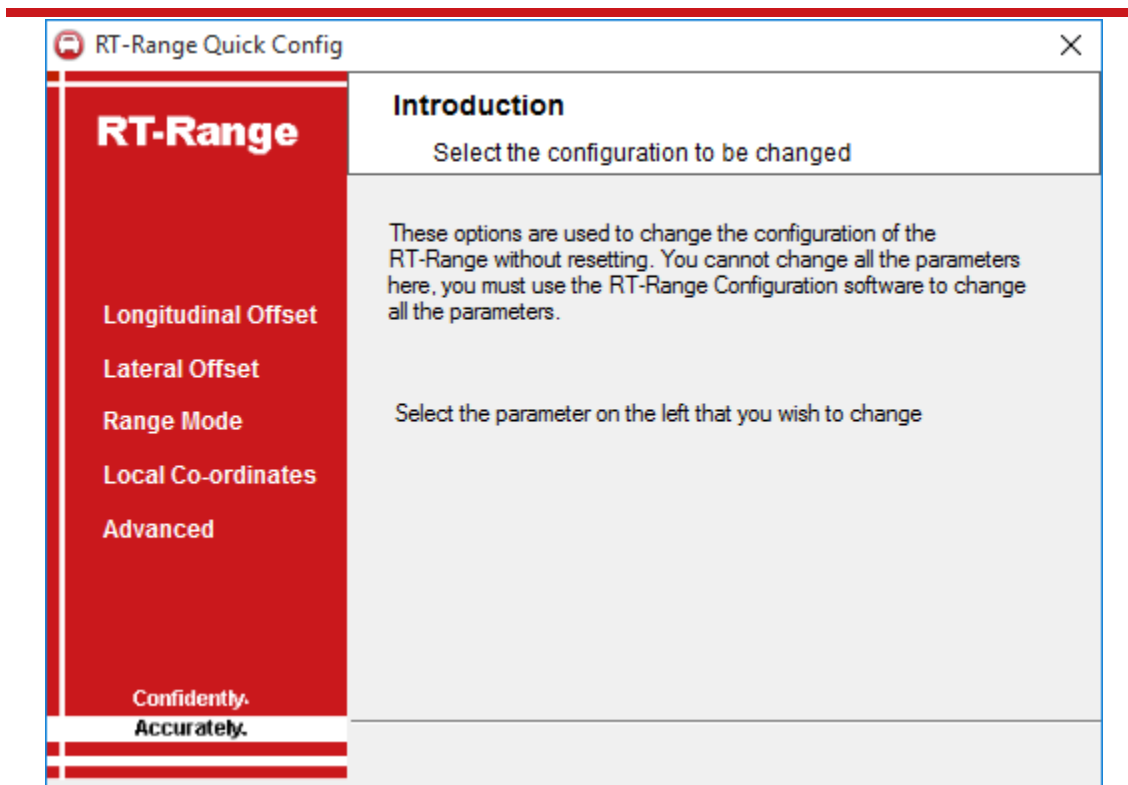 RT-Range Quick Config
RT-Range
Introduction
Select the configuration to be changed
These options are used to change the configuration of the
RT-Range without resetting. You cannot change all the parameters
here, you must use the RT-Range Configuration software to change
all the parameters.
Select the parameter on the left that you wish to change
Longitudinal Offset
Lateral Offset
Range Mode
Local Co-ordinates
Advanced
Confidently.
Accurately.